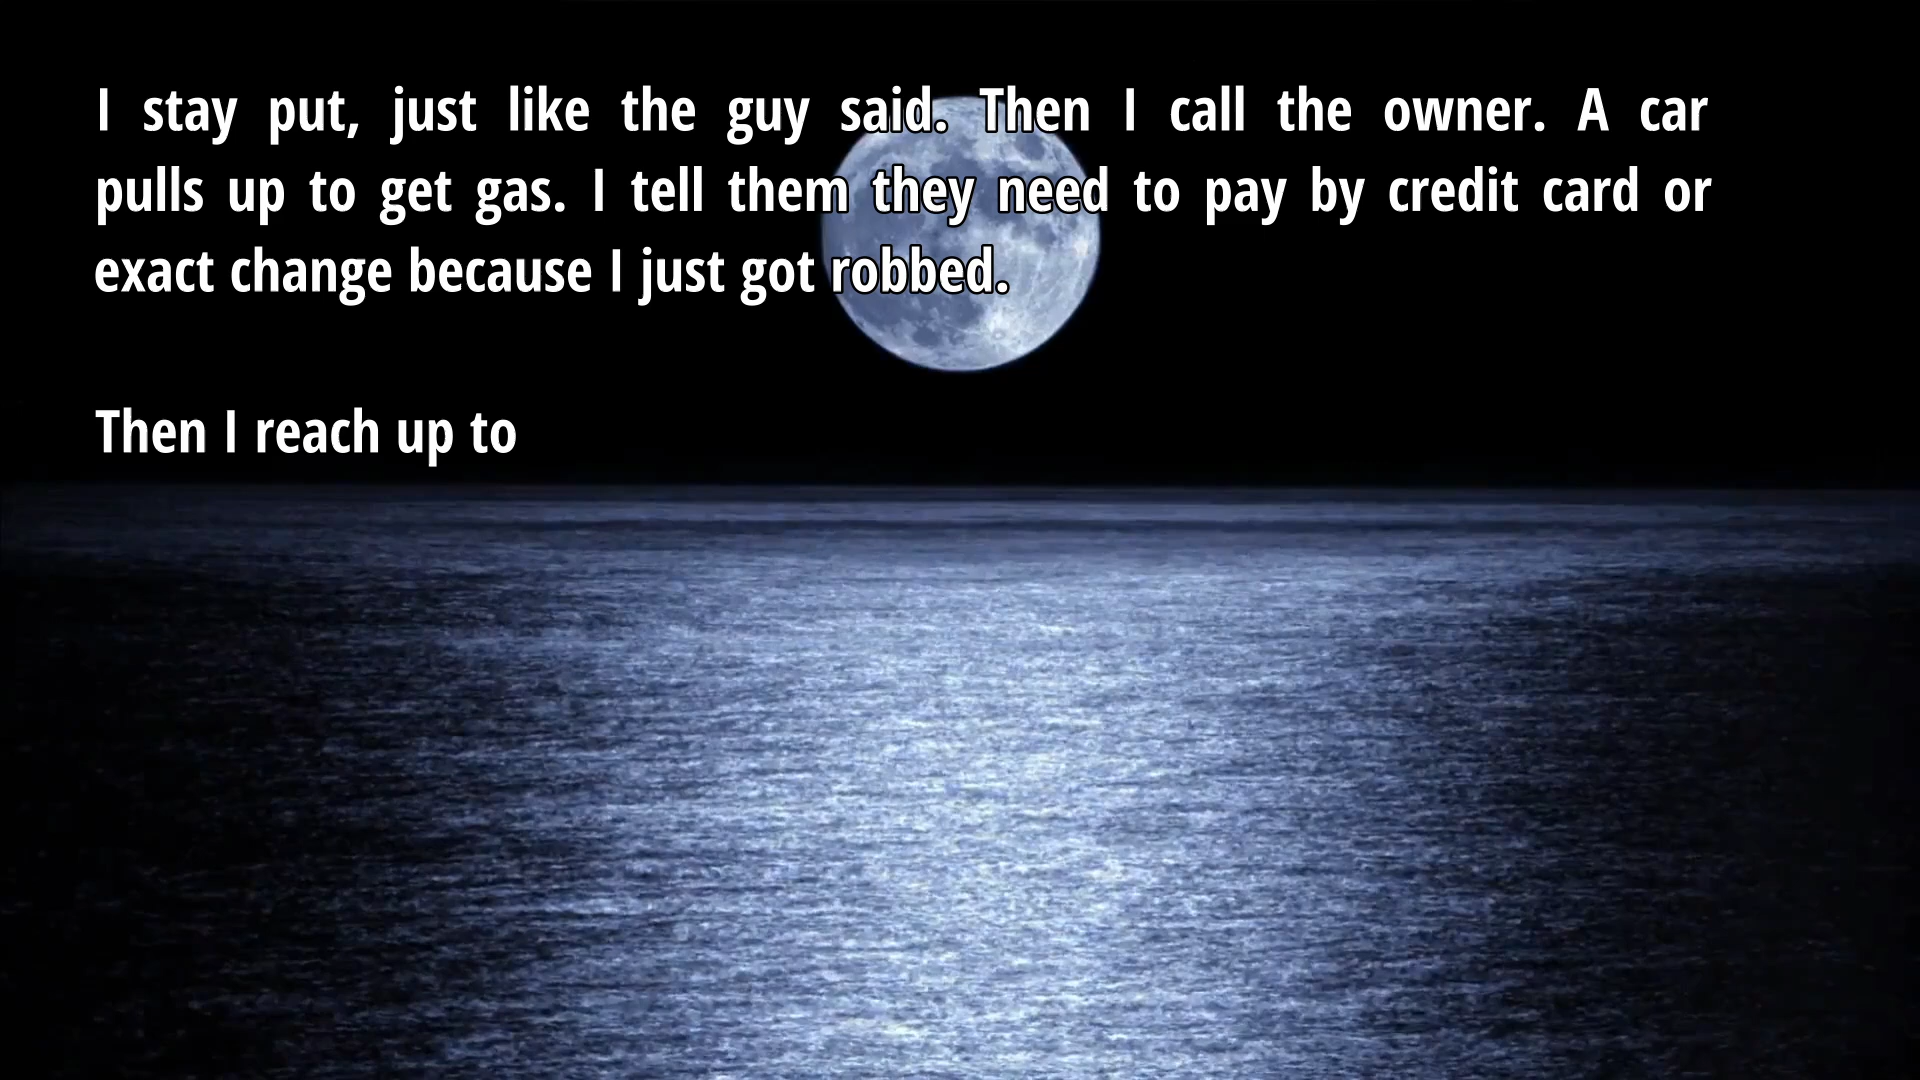 I stay put, just like the guy said. Then I call the owner. A car
pulls up to get gas. I tell them they need to pay by credit card or
exact change because I just got robbed.
Then I reach up to